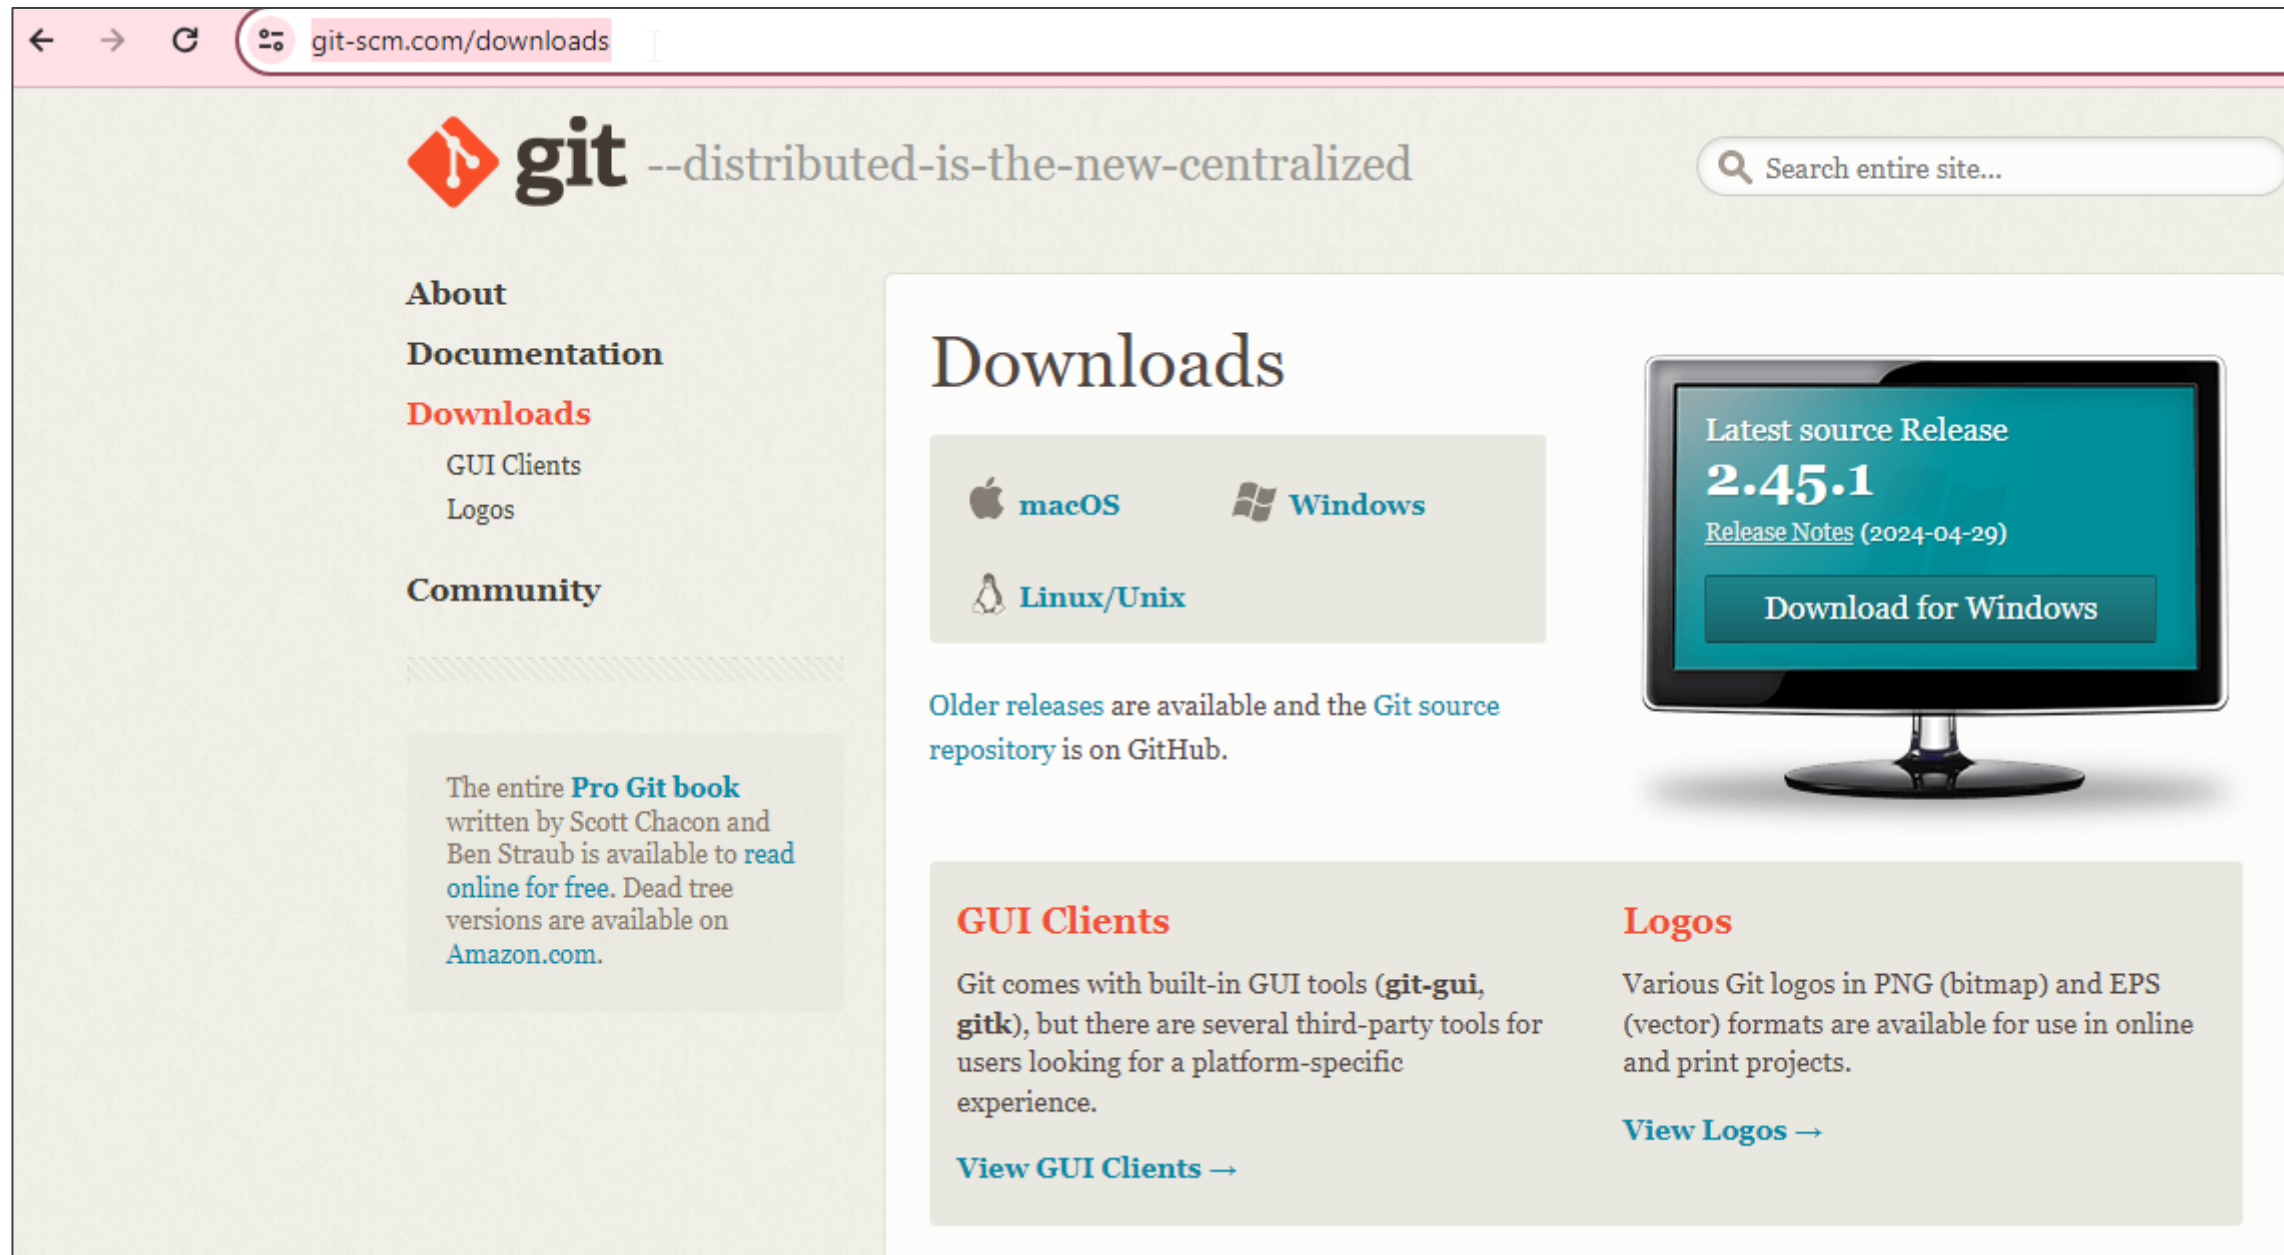 git-scm.com/downloads
git --distributed-is-the-new-centralized
Search entire site...
About
Documentation
Downloads
GUI Clients
Logos
Community
The entire Pro Git book
written by Scott Chacon and
Ben Straub is available to read
online for free. Dead tree
versions are available on
Amazon.com.
Downloads
macOS
Windows
Linux/Unix
Older releases are available and the Git source
repository is on GitHub.
Latest source Release
2.45.1
Release Notes (2024-04-29)
Download for Windows
GUI Clients
Git comes with built-in GUI tools (git-gui,
gitk), but there are several third-party tools for
users looking for a platform-specific
experience.
View GUI Clients →
Logos
Various Git logos in PNG (bitmap) and EPS
(vector) formats are available for use in online
and print projects.
View Logos →